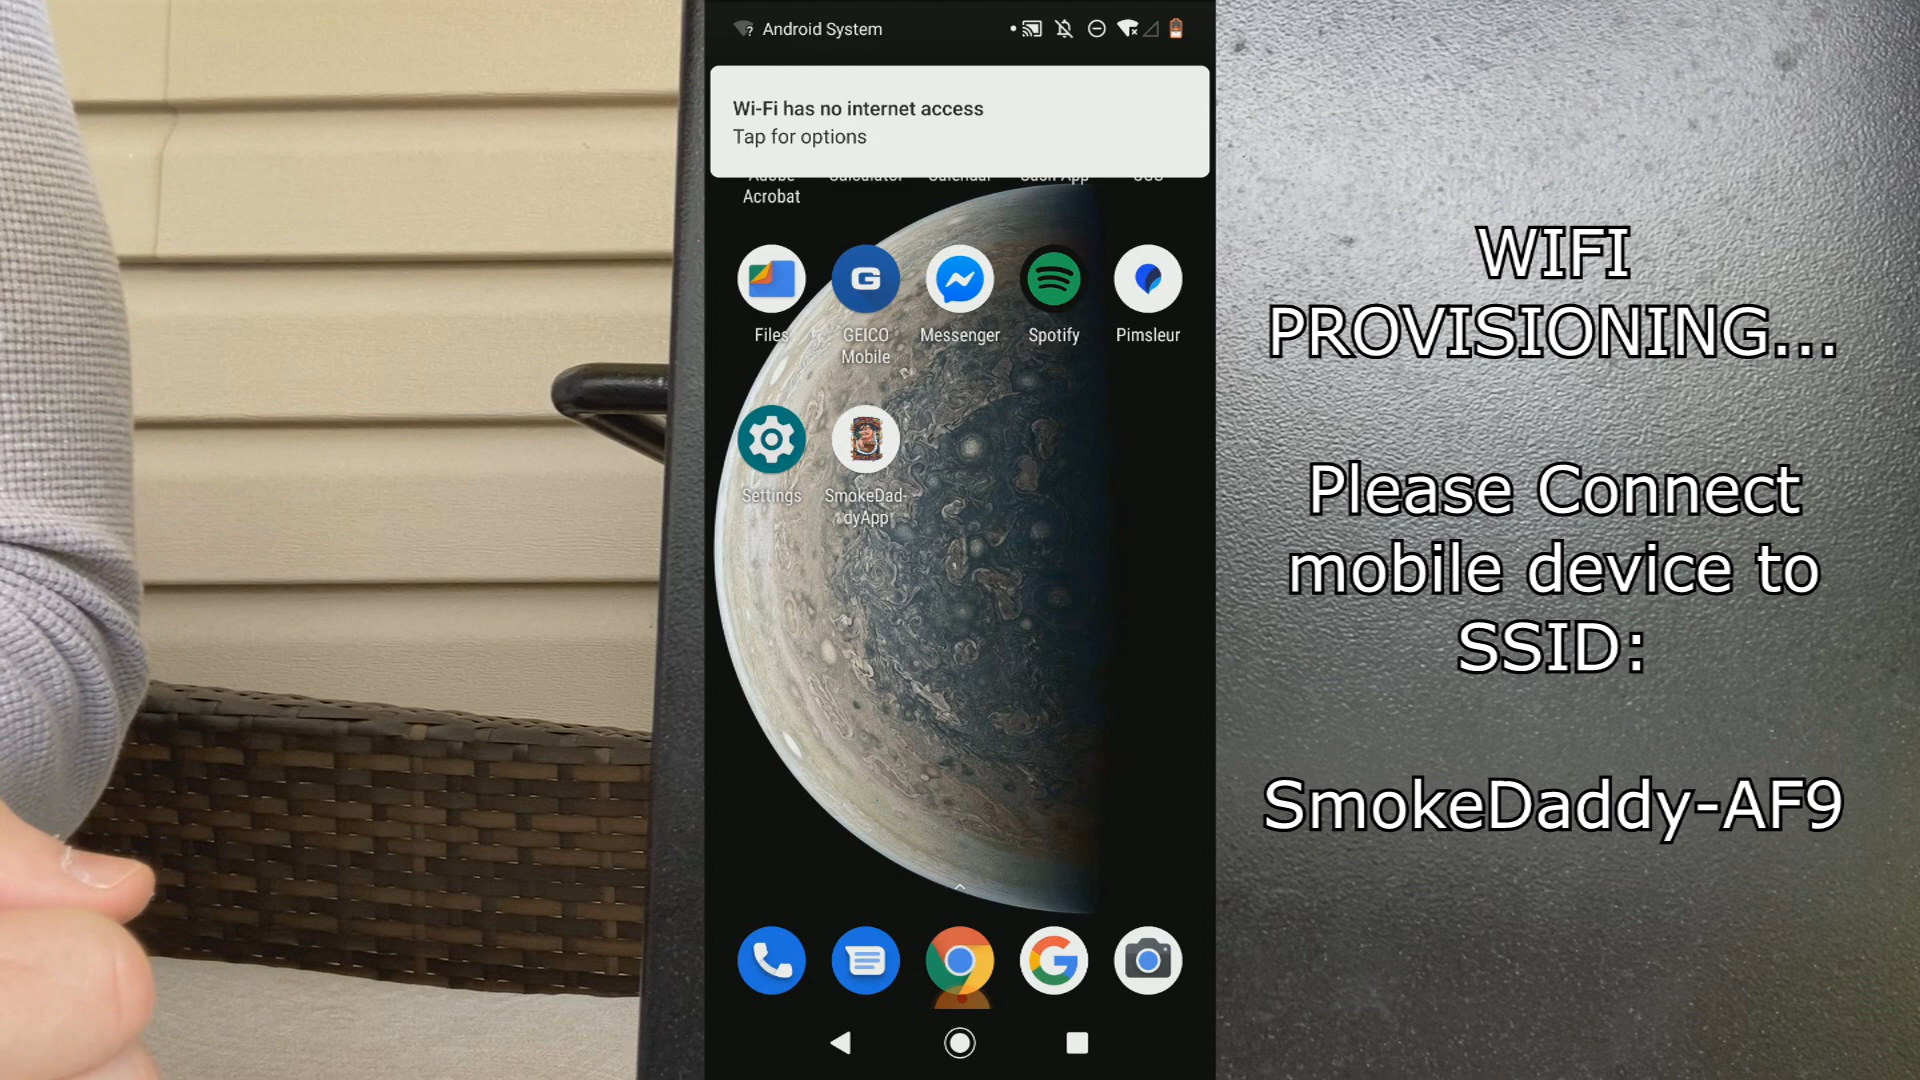 Android System
Wi-Fi has no internet access
Tap for options
Acrobat
Files
GEICO
Mobile
Messenger
Spotify
Pimsleur
Settings
SmokeDad-
dyApp
WIFI
PROVISIONING...
Please Connect
mobile device to
SSID:
SmokeDaddy-AF9